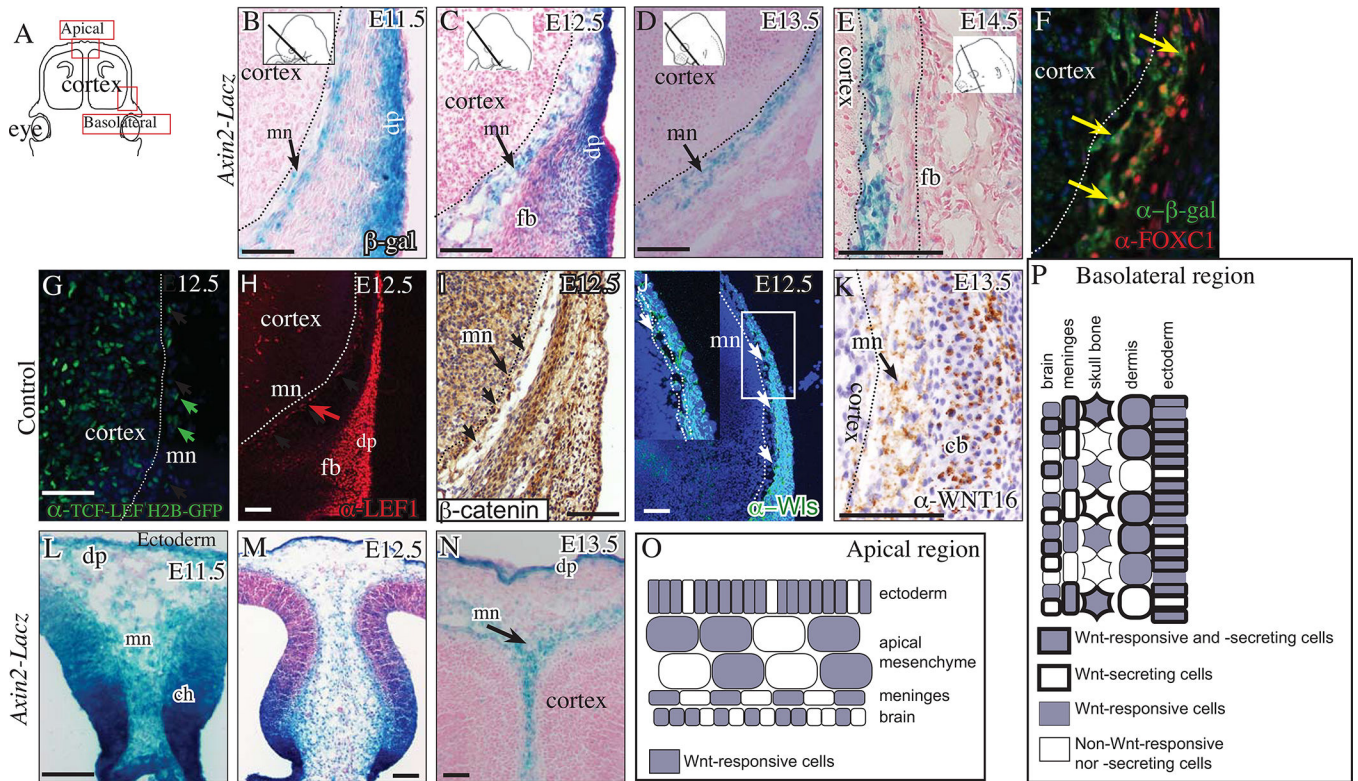 A
Apical
cortex
eye
Basolateral
Axin2-Lacz
B
E11.5
cortex
mn
dp
β-gal
C
E12.5
cortex
mn
dp
fb
D
E13.5
cortex
mn
E
E14.5
cortex
fb
F
cortex
α-β-gal
α-FOXC1
Control
G
E12.5
cortex
mn
α-TCF-LEF H2B-GFP
H
E12.5
cortex
mn
dp
fb
α-LEF1
I
E12.5
mn
β-catenin
J
E12.5
mn
α-Wls
K
E13.5
mn
cortex
cb
α-WNT16
Axin2-Lacz
L
Ectoderm
dp
E11.5
mn
ch
M
E12.5
N
E13.5
dp
mn
cortex
O
Apical region
ectoderm
apical
mesenchyme
meninges
brain
Wnt-responsive cells
P
Basolateral region
brain
meninges
skull bone
dermis
ectoderm
Wnt-responsive and -secreting cells
Wnt-secreting cells
Wnt-responsive cells
Non-Wnt-responsive
nor -secreting cells